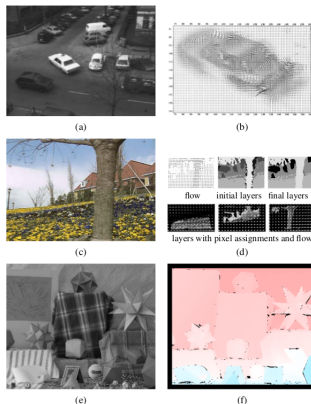 (a)
(b)
(c)
flow
initial layers
final layers
layers with pixel assignments and flow
(d)
(e)
(f)